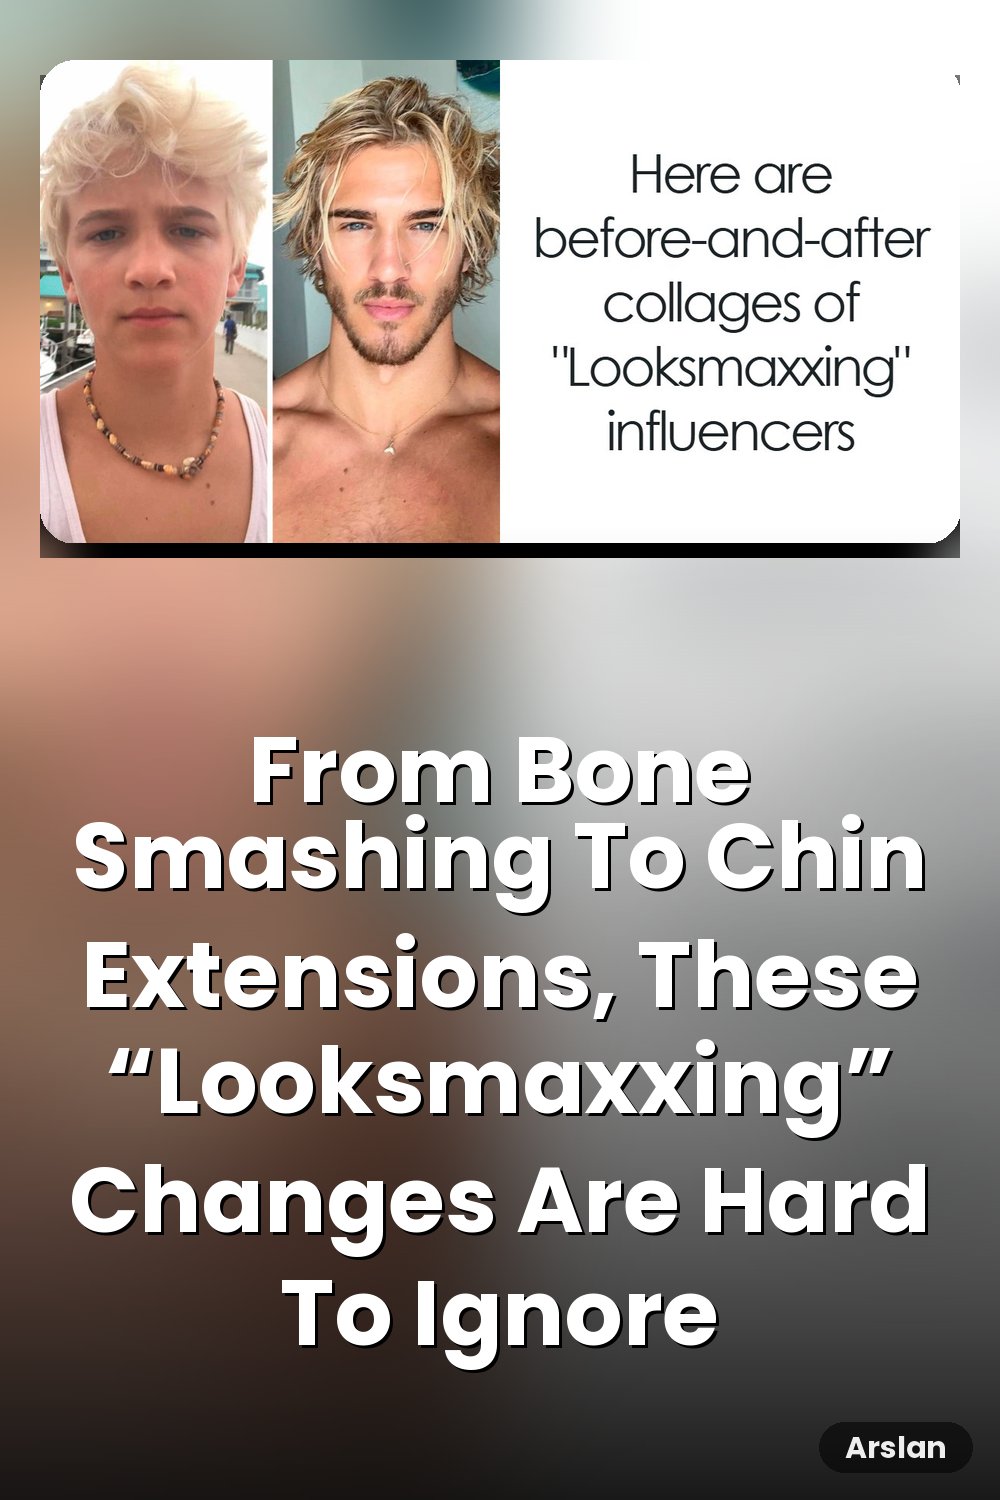 Here are
before-and-after
collages of
"Looksmaxxing"
influencers
From Bone
Smashing To Chin
Extensions, These
“Looksmaxxing”
Changes Are Hard
To Ignore
Arslan